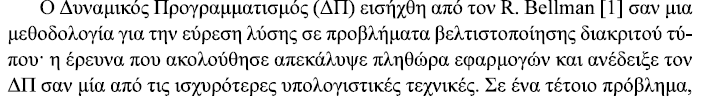 Ο Δυναμικός Προγραμματισμός (ΔΠ) εισήχθη από τον R. Bellman [1] σαν μια
μεθοδολογία για την εύρεση λύσης σε προβλήματα βελτιστοποίησης διακριτού τύ-
που· η έρευνα που ακολούθησε απεκάλυψε πληθώρα εφαρμογών και ανέδειξε τον
ΔΠ σαν μία από τις ισχυρότερες υπολογιστικές τεχνικές. Σε ένα τέτοιο πρόβλημα,